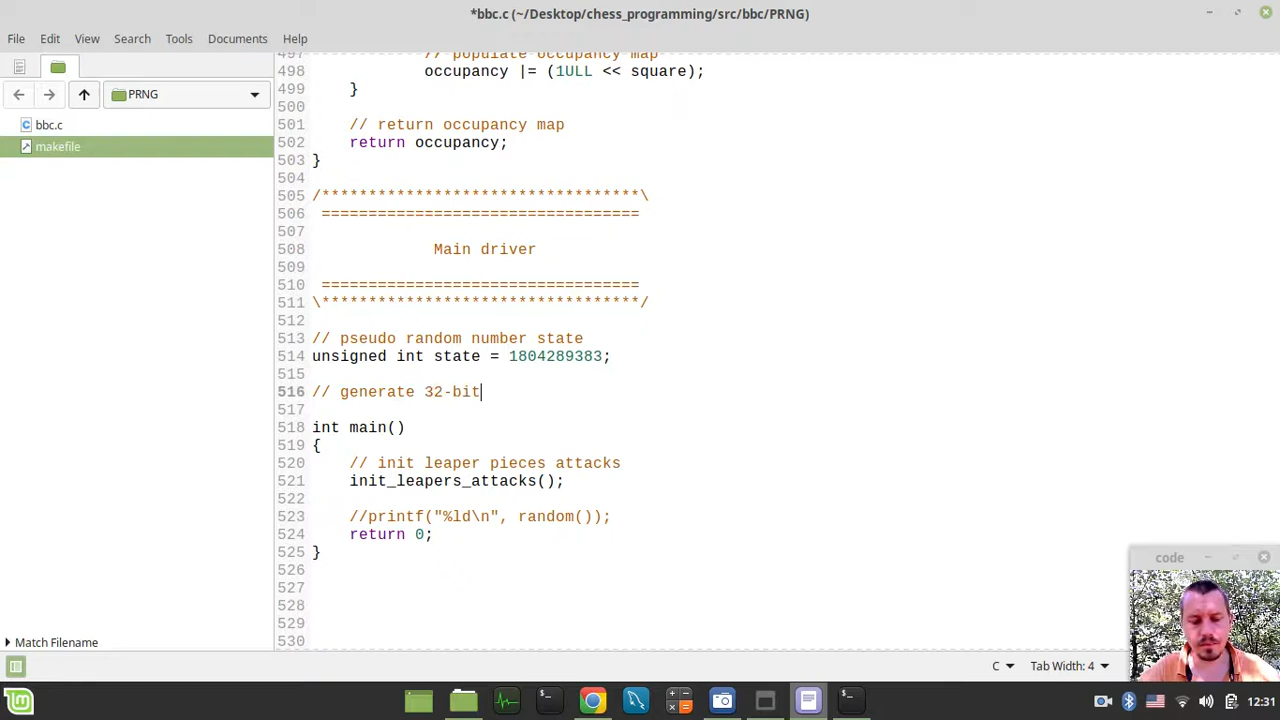 *bbc.c (~/Desktop/chess_programming/src/bbc/PRNG)
File Edit View Search Tools Documents Help
PRNG
bbc.c
makefile
497 // populate occupancy map
498 occupancy |= (1ULL << square);
499 }
500
501 // return occupancy map
502 return occupancy;
503 }
504
505 /**********************************\
506 ==================================
507
508 Main driver
509
510 ==================================
511 \**********************************/
512
513 // pseudo random number state
514 unsigned int state = 1804289383;
515
516 // generate 32-bit
517
518 int main()
519 {
520 // init leaper pieces attacks
521 init_leapers_attacks();
522
523 //printf("%ld\n", random());
524 return 0;
525 }
526
527
528
529
530
code
Match Filename
C Tab Width: 4
12:31